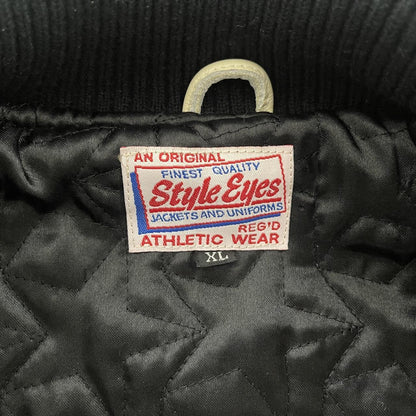 AN ORIGINAL
FINEST QUALITY
Style Eyes
JACKETS AND UNIFORMS
REG'D
ATHLETIC WEAR
XL